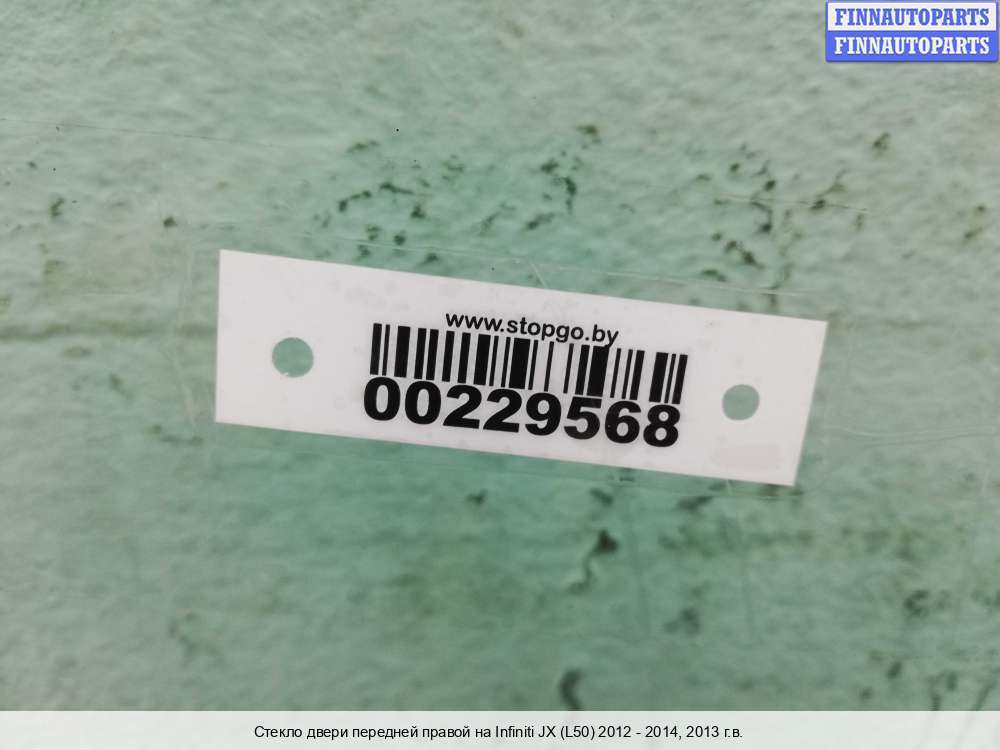 FINNAUTOPARTS
FINNAUTOPARTS
www.stopgo.by
00229568
Стекло двери передней правой на Infiniti JX (L50) 2012 - 2014, 2013 г.в.